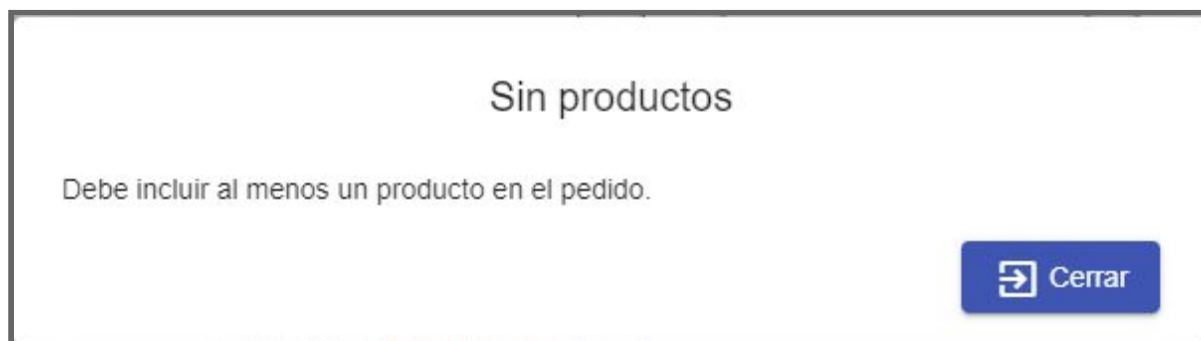 Sin productos
Debe incluir al menos un producto en el pedido.
Cerrar